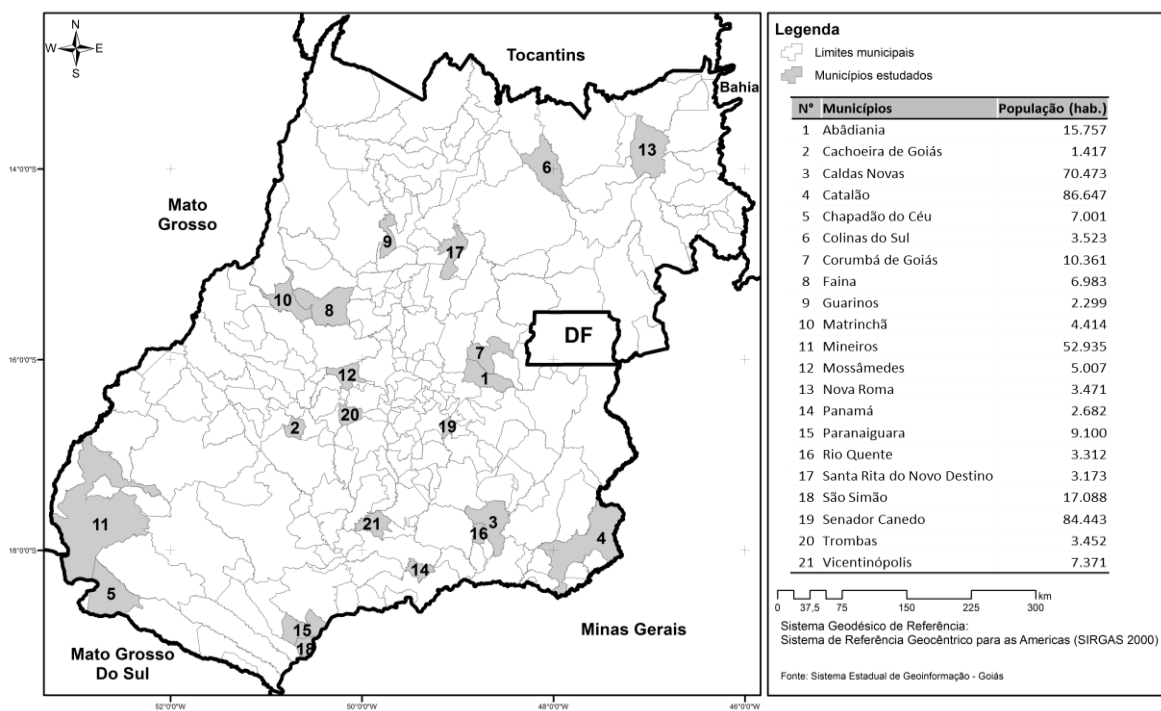 N
W E
S
Tocantins
Bahia
Mato
Grosso
DF
Minas Gerais
Mato Grosso
Do Sul
13
6
9
17
10
8
7
1
12
20
2
19
11
21
3
16
4
14
5
15
18
14°0'0"S
16°0'0"S
18°0'0"S
52°0'0"W
50°0'0"W
48°0'0"W
46°0'0"W
Legenda
Limites municipais
Municípios estudados
N° Municípios População (hab.)
1 Abâdiania 15.757
2 Cachoeira de Goiás 1.417
3 Caldas Novas 70.473
4 Catalão 86.647
5 Chapadão do Céu 7.001
6 Colinas do Sul 3.523
7 Corumbá de Goiás 10.361
8 Faina 6.983
9 Guarinos 2.299
10 Matrinchã 4.414
11 Mineiros 52.935
12 Mossâmedes 5.007
13 Nova Roma 3.471
14 Panamá 2.682
15 Paranaiguara 9.100
16 Rio Quente 3.312
17 Santa Rita do Novo Destino 3.173
18 São Simão 17.088
19 Senador Canedo 84.443
20 Trombas 3.452
21 Vicentinópolis 7.371
km
0 37,5 75 150 225 300
Sistema Geodésico de Referência:
Sistema de Referência Geocêntrico para as Americas (SIRGAS 2000)
Fonte: Sistema Estadual de Geoinformação - Goiás